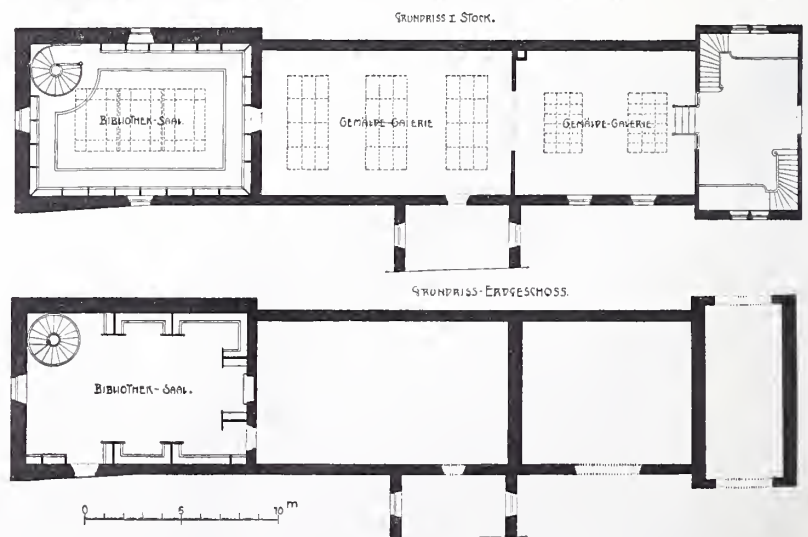 GRUNDRISS I STOCK.
BIBLIOTHEK-SAAL.
GEMÄLDE-GALERIE
GEMÄLDE-GALERIE
GRUNDRISS-ERDGESCHOSS.
BIBLIOTHEK-SAAL.
0 5 10 m